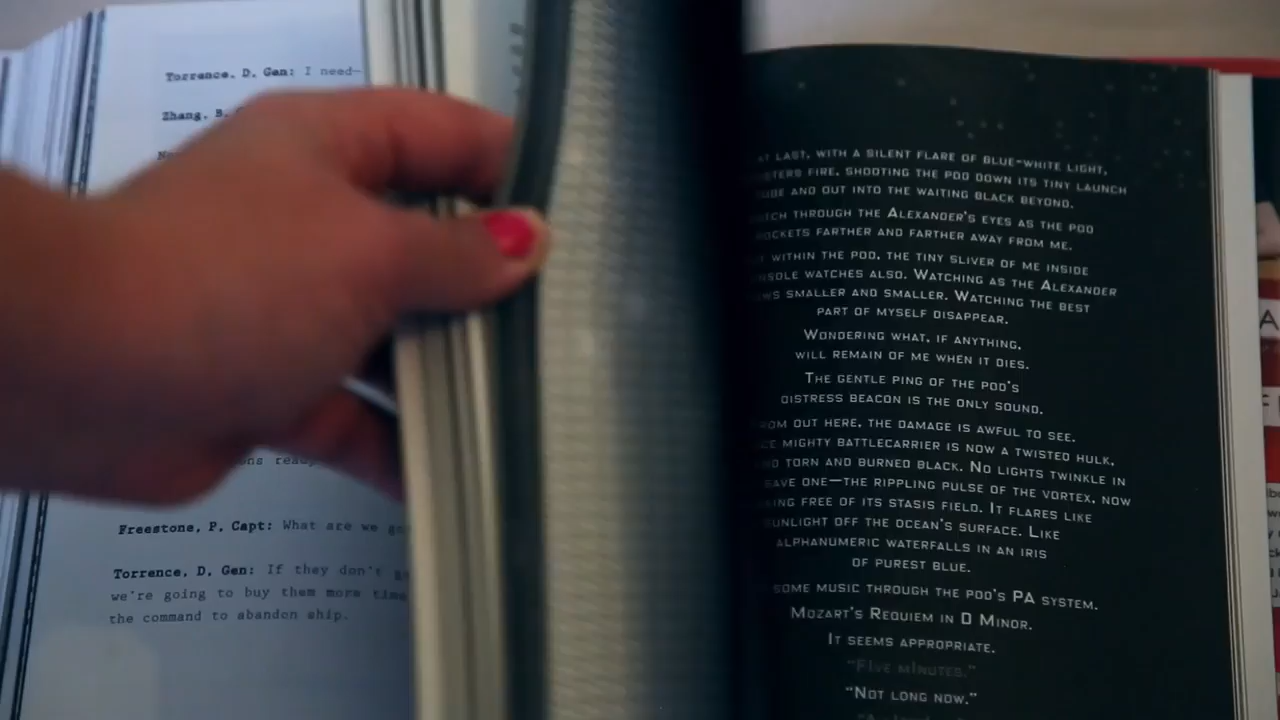 Torrence, D, Gen: I need—
Zhang, B.
ons ready
Freestone, P, Capt: What are we
Torrence, D, Gen: If they don't
we're going to buy them more time
the command to abandon ship.
AT LAST, WITH A SILENT FLARE OF BLUE-WHITE LIGHT,
FIRE, SHOOTING THE POD DOWN ITS TINY LAUNCH
AND OUT INTO THE WAITING BLACK BEYOND.
THROUGH THE ALEXANDER'S EYES AS THE POD
ROCKETS FARTHER AND FARTHER AWAY FROM ME.
WITHIN THE POD, THE TINY SLIVER OF ME INSIDE
WATCHES ALSO. WATCHING AS THE ALEXANDER
SMALLER AND SMALLER. WATCHING THE BEST
PART OF MYSELF DISAPPEAR.
WONDERING WHAT, IF ANYTHING,
WILL REMAIN OF ME WHEN IT DIES.
THE GENTLE PING OF THE POD'S
DISTRESS BEACON IS THE ONLY SOUND.
FROM OUT HERE, THE DAMAGE IS AWFUL TO SEE.
MIGHTY BATTLECARRIER IS NOW A TWISTED HULK,
TORN AND BURNED BLACK. NO LIGHTS TWINKLE IN
SAVE ONE—THE RIPPLING PULSE OF THE VORTEX, NOW
FREE OF ITS STASIS FIELD. IT FLARES LIKE
SUNLIGHT OFF THE OCEAN'S SURFACE. LIKE
ALPHANUMERIC WATERFALLS IN AN IRIS
OF PUREST BLUE.
SOME MUSIC THROUGH THE POD'S PA SYSTEM.
MOZART'S REQUIEM IN D MINOR.
IT SEEMS APPROPRIATE.
"FIVE MINUTES."
"NOT LONG NOW."